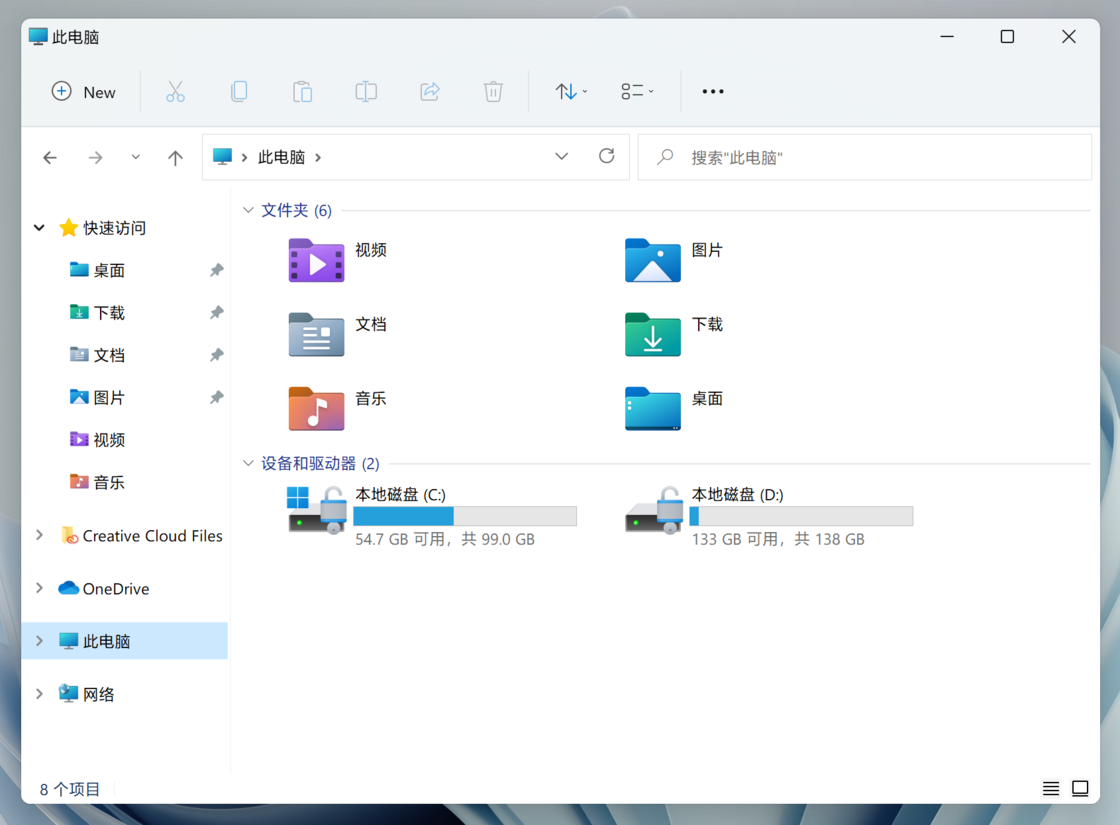 此电脑
New
此电脑
搜索"此电脑"
快速访问
桌面
下载
文档
图片
视频
音乐
Creative Cloud Files
OneDrive
此电脑
网络
文件夹 (6)
视频
图片
文档
下载
音乐
桌面
设备和驱动器 (2)
本地磁盘 (C:)
54.7 GB 可用，共 99.0 GB
本地磁盘 (D:)
133 GB 可用，共 138 GB
8 个项目